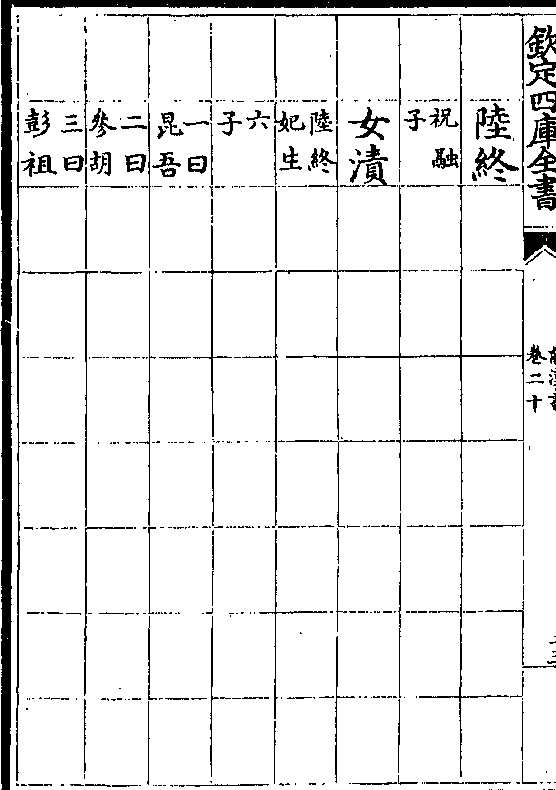 欽定四庫全書
卷二十
陸終
祝融
子
女潰
陸終
妃生
六
子
一曰
昆吾
二曰
參胡
三曰
彭祖